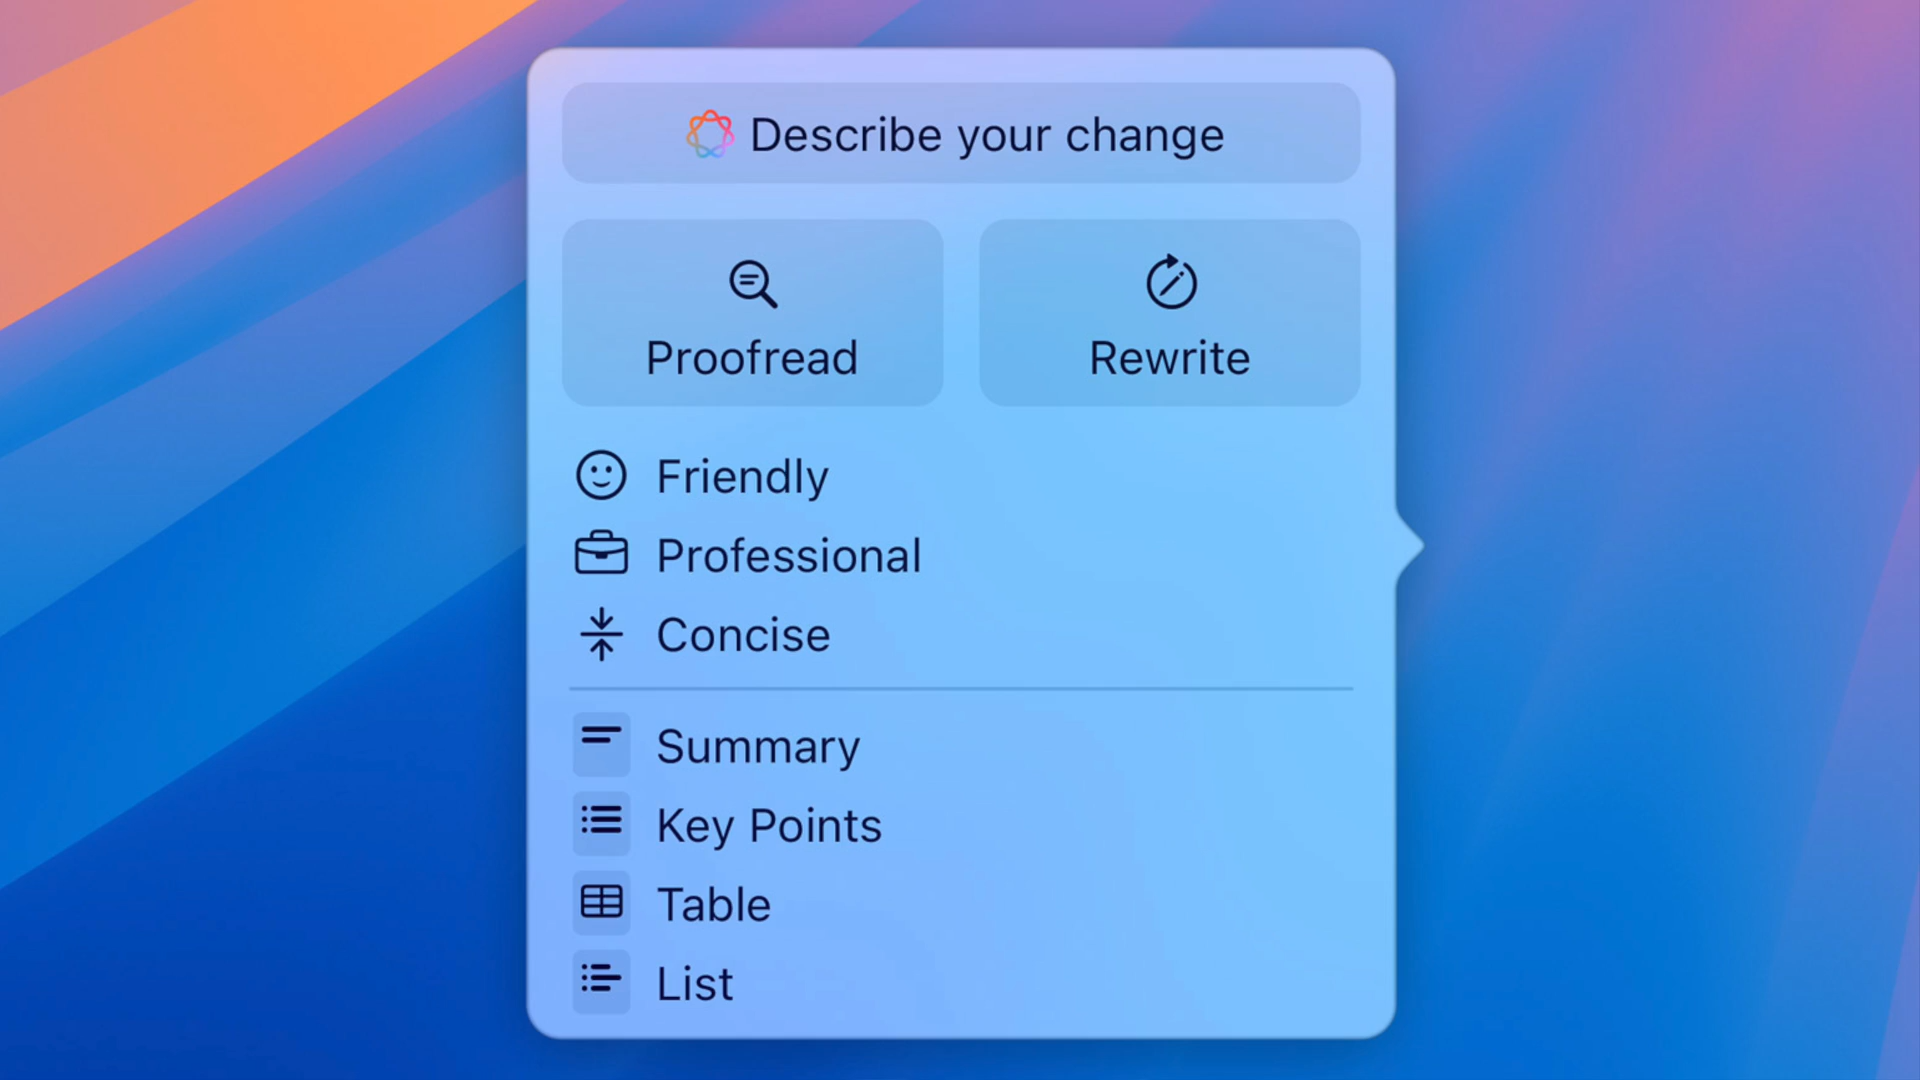 Describe your change
Proofread
Rewrite
Friendly
Professional
Concise
Summary
Key Points
Table
List